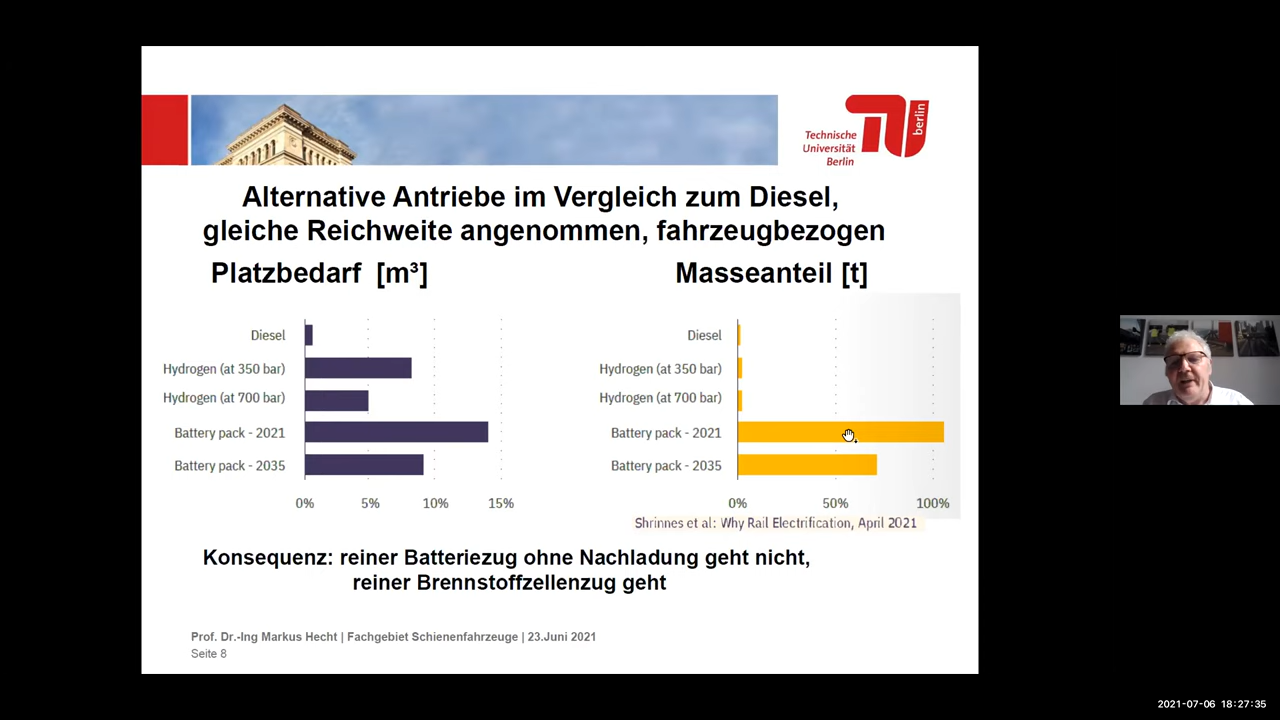 Technische
Universität
Berlin
berlin
Alternative Antriebe im Vergleich zum Diesel,
gleiche Reichweite angenommen, fahrzeugbezogen
Platzbedarf [m³]
Diesel
Hydrogen (at 350 bar)
Hydrogen (at 700 bar)
Battery pack - 2021
Battery pack - 2035
0% 5% 10% 15%
Masseanteil [t]
Diesel
Hydrogen (at 350 bar)
Hydrogen (at 700 bar)
Battery pack - 2021
Battery pack - 2035
0% 50% 100%
Shrinnes et al: Why Rail Electrification, April 2021
Konsequenz: reiner Batteriezug ohne Nachladung geht nicht,
reiner Brennstoffzellenzug geht
Prof. Dr.-Ing Markus Hecht | Fachgebiet Schienenfahrzeuge | 23.Juni 2021
Seite 8
2021-07-06 18:27:35